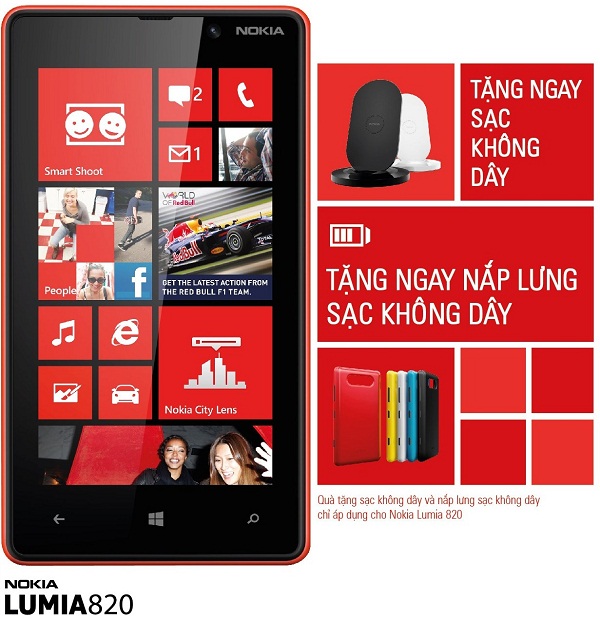 NOKIA
2
1
Smart Shoot
WORLD
OF Red Bull
People
f
GET THE LATEST ACTION FROM
THE RED BULL F1 TEAM.
Nokia City Lens
TẶNG NGAY
SẠC
KHÔNG
DÂY
TẶNG NGAY NẮP LƯNG
SẠC KHÔNG DÂY
Quà tặng sạc không dây và nắp lưng sạc không dây
chỉ áp dụng cho Nokia Lumia 820
NOKIA
LUMIA820